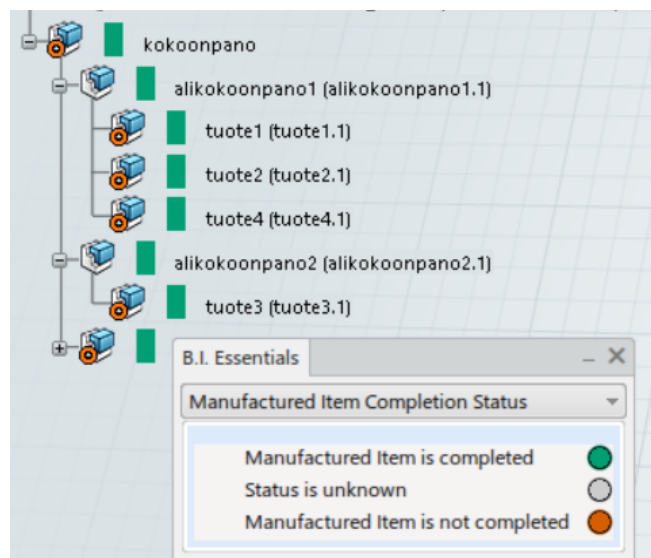 kokoonpano
alikokoonpano1 (alikokoonpano1.1)
tuote1 (tuote1.1)
tuote2 (tuote2.1)
tuote4 (tuote4.1)
alikokoonpano2 (alikokoonpano2.1)
tuote3 (tuote3.1)
B.I. Essentials
Manufactured Item Completion Status
Manufactured Item is completed
Status is unknown
Manufactured Item is not completed